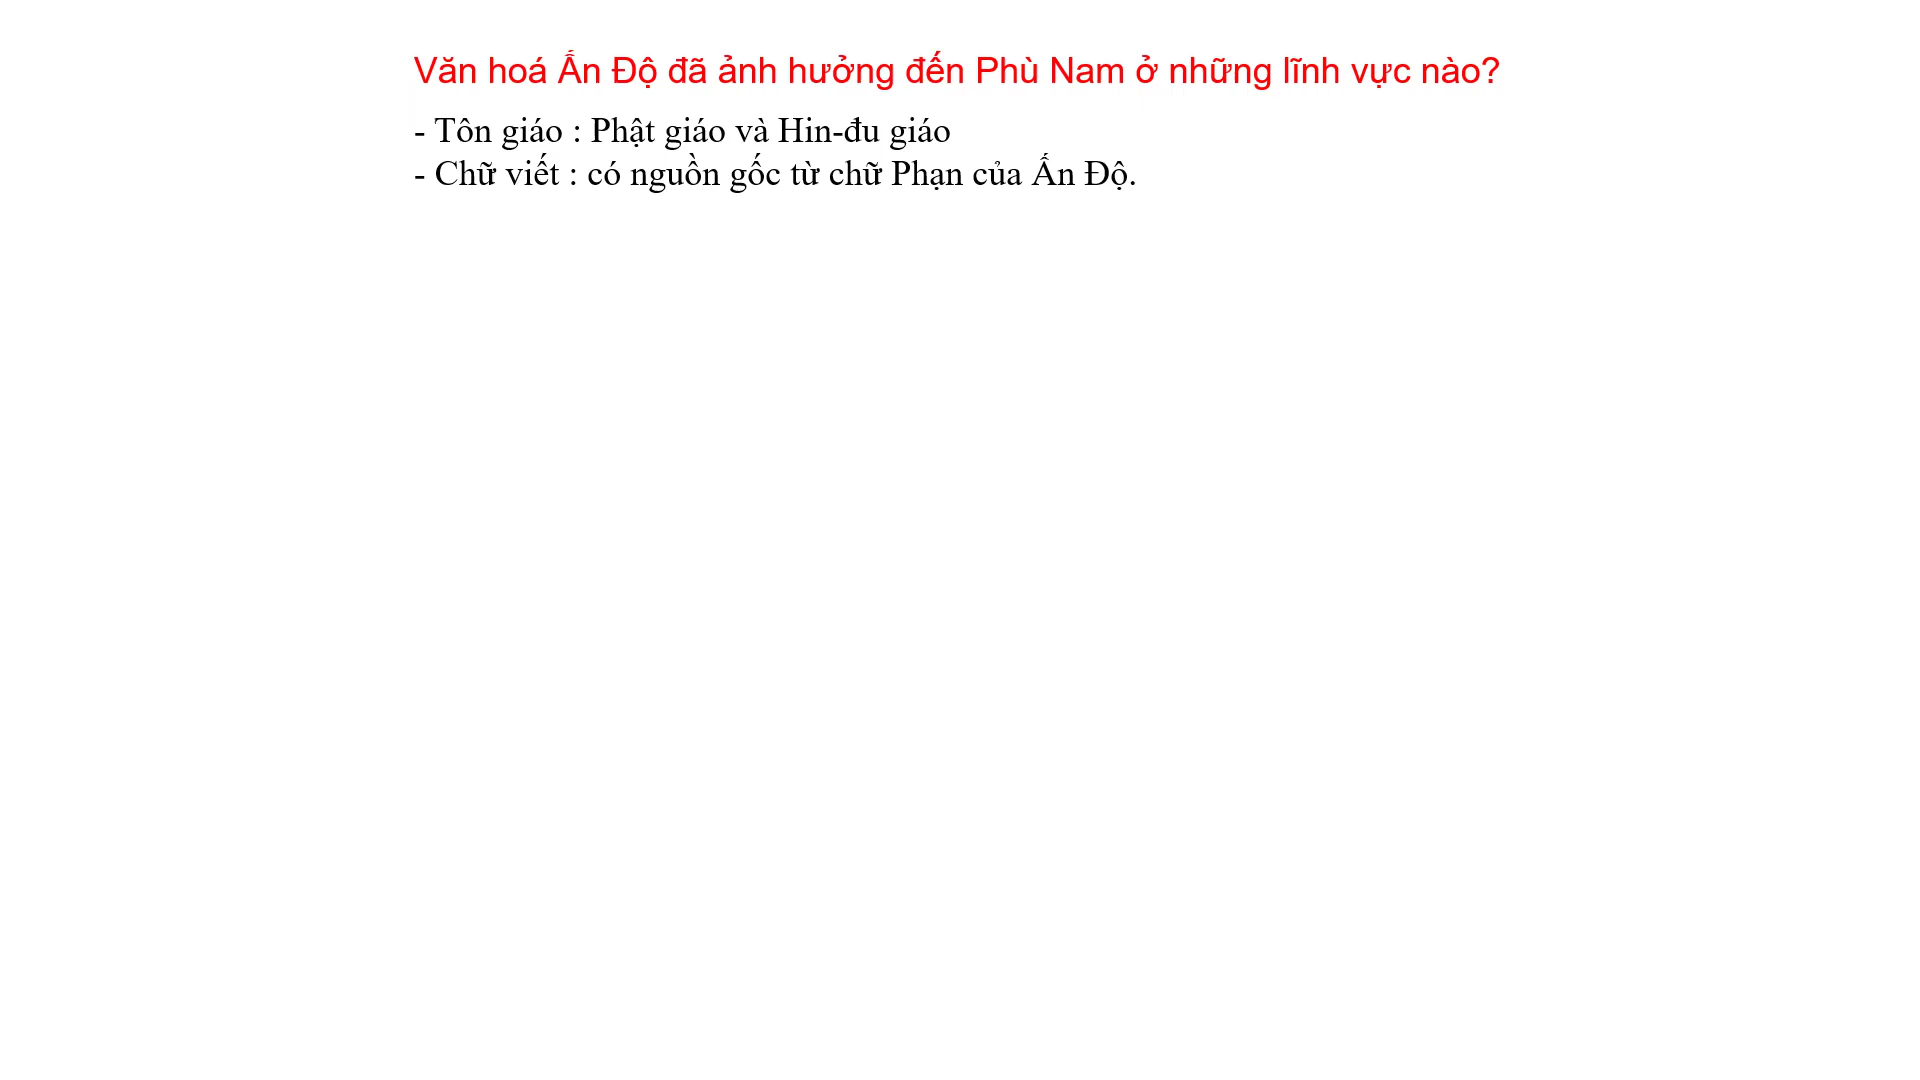 Văn hoá Ấn Độ đã ảnh hưởng đến Phù Nam ở những lĩnh vực nào?
- Tôn giáo : Phật giáo và Hin-đu giáo
- Chữ viết : có nguồn gốc từ chữ Phạn của Ấn Độ.